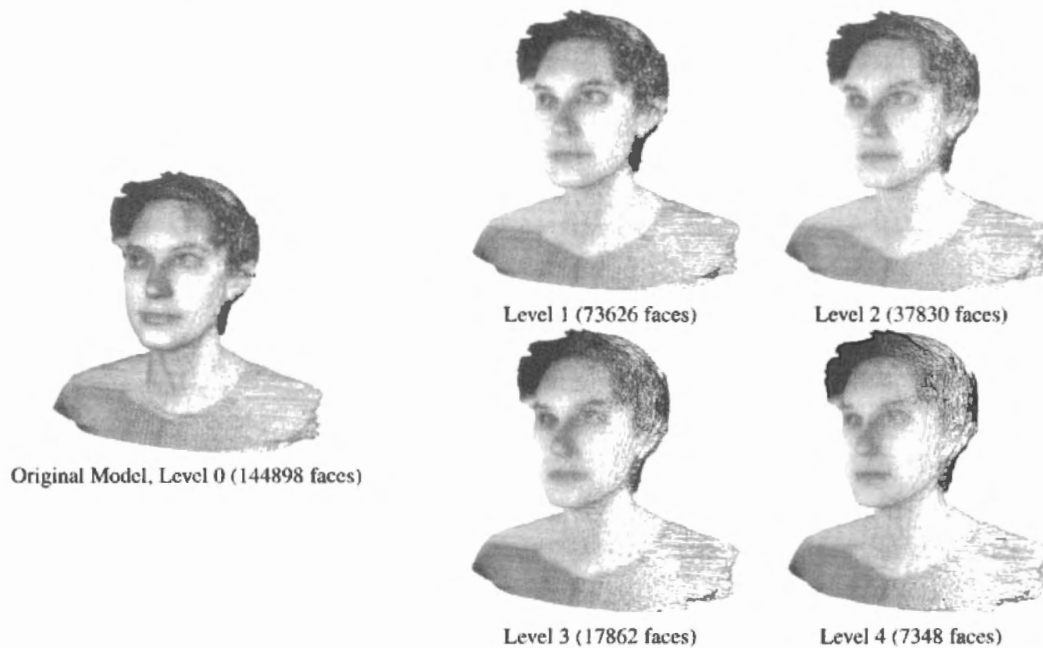 Level 1 (73626 faces)
Level 2 (37830 faces)
Original Model, Level 0 (144898 faces)
Level 3 (17862 faces)
Level 4 (7348 faces)